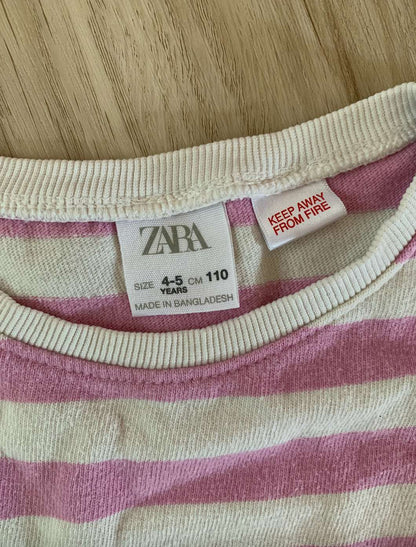 ZARA
SIZE 4-5 CM 110
YEARS
MADE IN BANGLADESH
KEEP AWAY
FROM FIRE